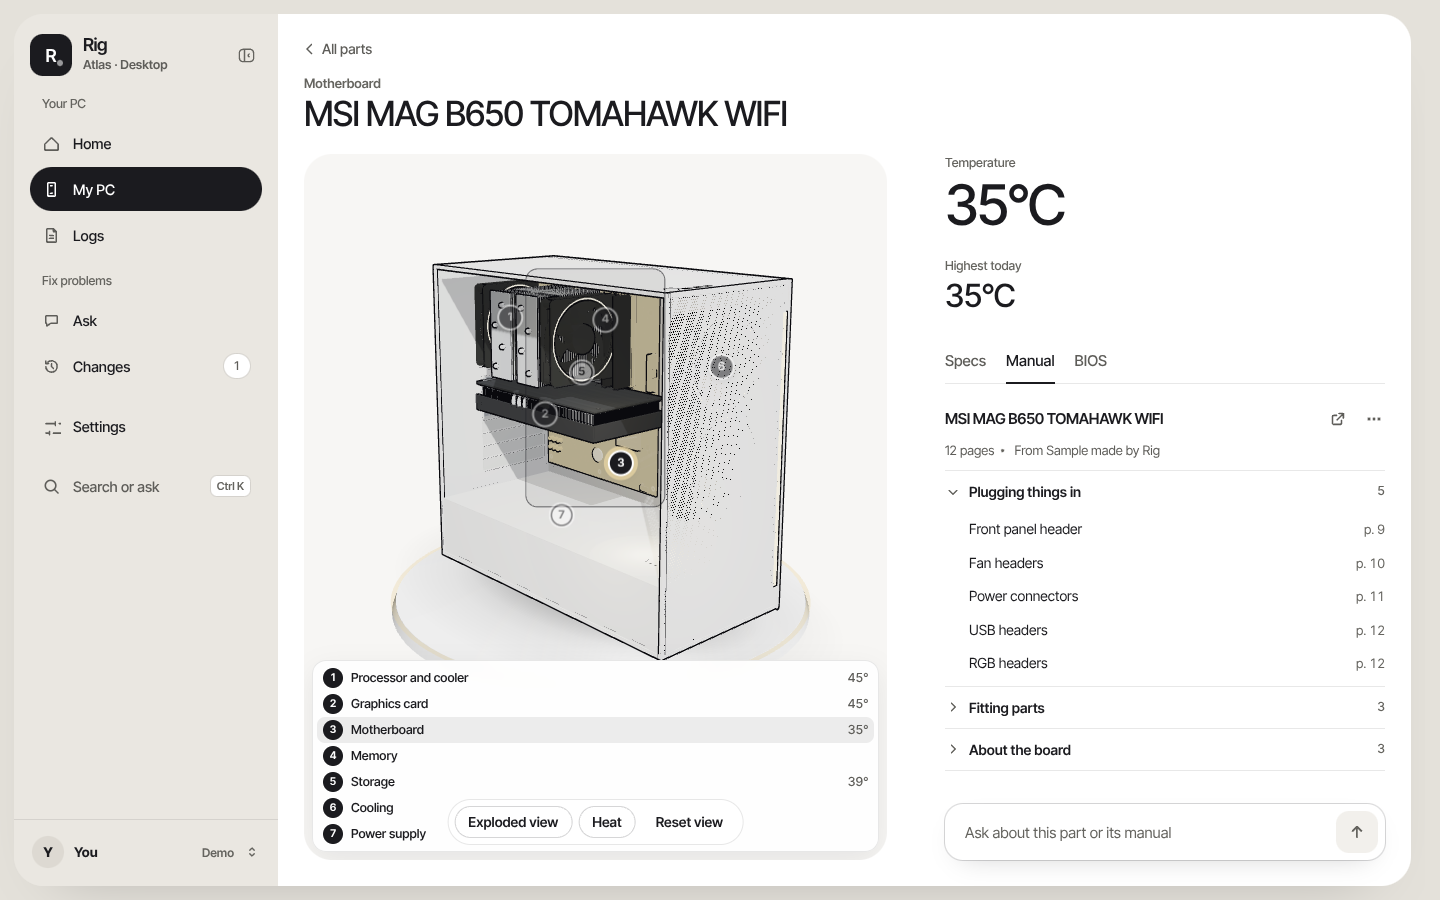 R.
Rig
Atlas · Desktop
Your PC
Home
My PC
Logs
Fix problems
Ask
Changes 1
Settings
Search or ask Ctrl K
Y You Demo
All parts
Motherboard
MSI MAG B650 TOMAHAWK WIFI
1
4
5
6
2
3
7
1 Processor and cooler 45°
2 Graphics card 45°
3 Motherboard 35°
4 Memory
5 Storage 39°
6 Cooling
7 Power supply
Exploded view Heat Reset view
Temperature
35°C
Highest today
35°C
Specs Manual BIOS
MSI MAG B650 TOMAHAWK WIFI
12 pages • From Sample made by Rig
Plugging things in 5
Front panel header p. 9
Fan headers p. 10
Power connectors p. 11
USB headers p. 12
RGB headers p. 12
Fitting parts 3
About the board 3
Ask about this part or its manual